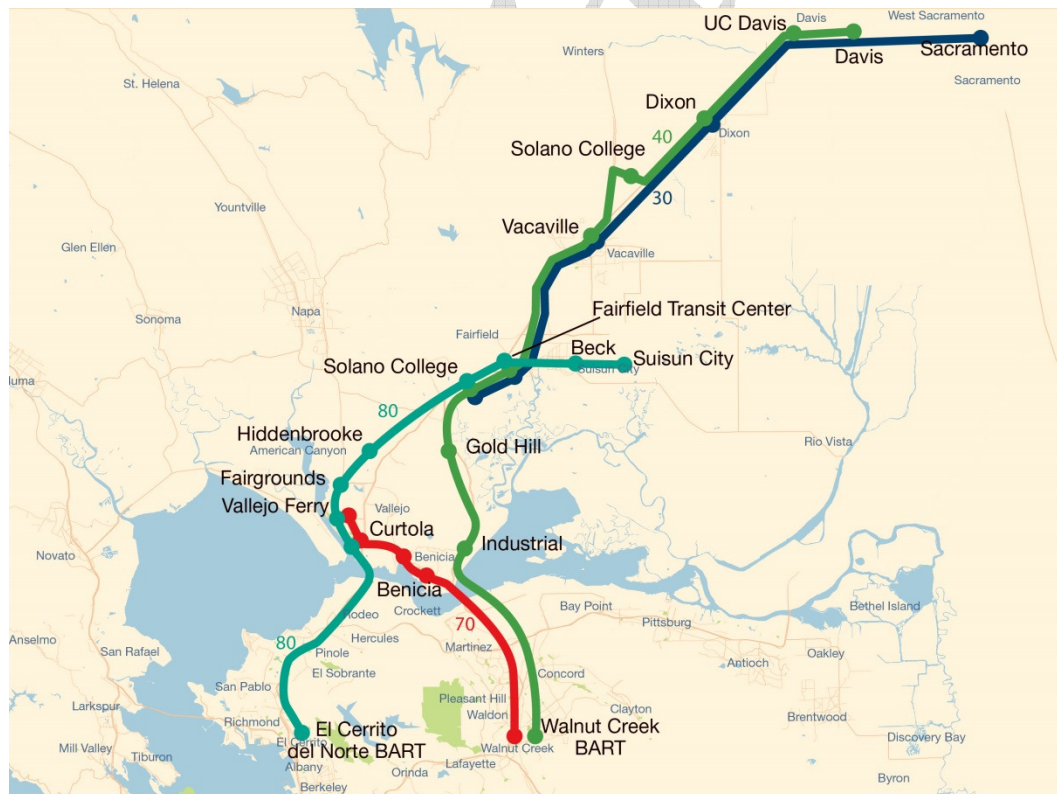 UC Davis
Davis
West Sacramento
Davis
Sacramento
Winters
St. Helena
Sacramento
Dixon
Dixon
40
Solano College
30
Yountville
Vacaville
Glen Ellen
Vacaville
Fairfield Transit Center
Napa
Sonoma
Fairfield
Beck
Suisun City
Solano College
Suisun City
80
Hiddenbrooke
American Canyon
Gold Hill
Rio Vista
Fairgrounds
Vallejo Ferry
Vallejo
Curtola
Industrial
Novato
Benicia
Benicia
Rodeo
Crockett
Bay Point
Bethel Island
70
Pittsburg
Anselmo
Hercules
80
Martinez
San Rafael
Pinole
Oakley
Antioch
El Sobrante
Concord
San Pablo
Pleasant Hill
Larkspur
Clayton
Waldon
Brentwood
Richmond
El Cerrito
del Norte BART
Walnut Creek
BART
Discovery Bay
El Cerrito
Mill Valley
Tiburon
Walnut Creek
Albany
Lafayette
Orinda
Byron
Berkeley